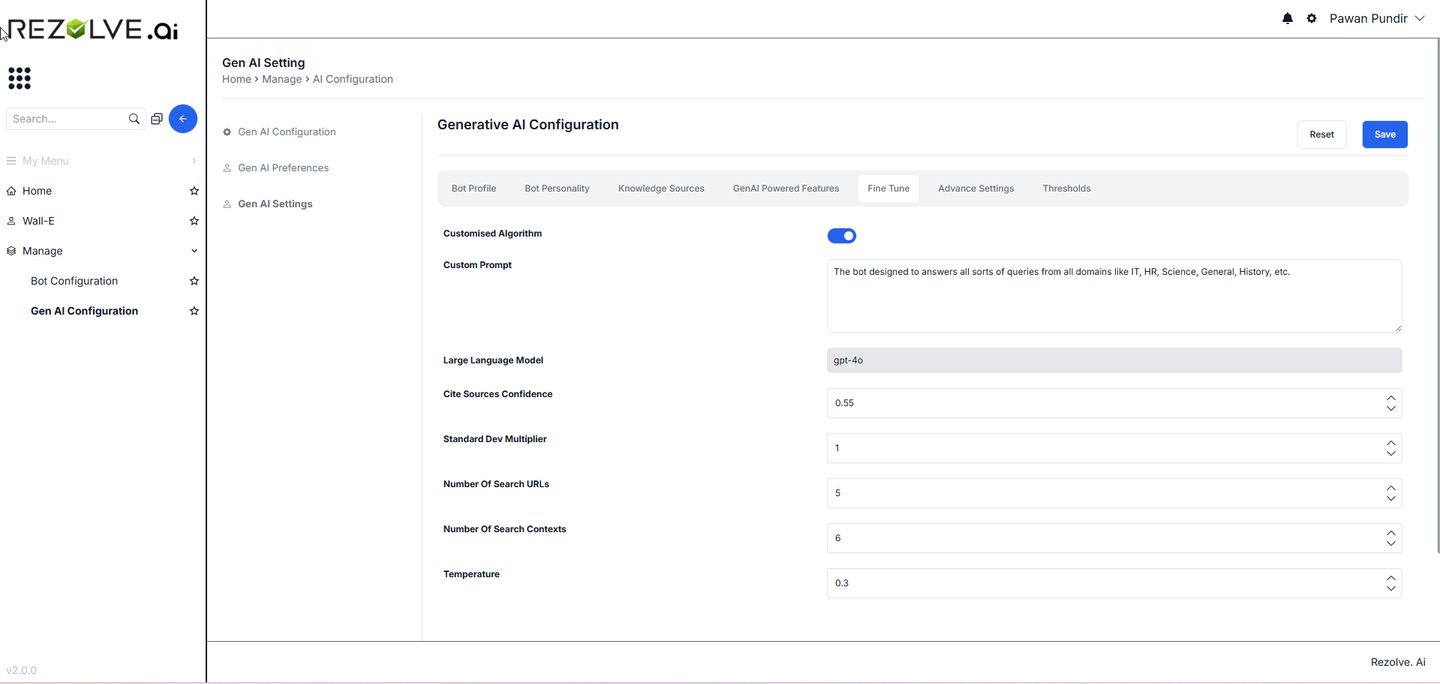 REZOLVE.ai
Pawan Pundir
Gen AI Setting
Home > Manage > AI Configuration
Search...
My Menu
Home
Wall-E
Manage
Bot Configuration
Gen AI Configuration
v2.0.0
Gen AI Configuration
Gen AI Preferences
Gen AI Settings
Generative AI Configuration
Reset
Save
Bot Profile
Bot Personality
Knowledge Sources
GenAI Powered Features
Fine Tune
Advance Settings
Thresholds
Customised Algorithm
Custom Prompt
The bot designed to answers all sorts of queries from all domains like IT, HR, Science, General, History, etc.
Large Language Model
gpt-4o
Cite Sources Confidence
0.55
Standard Dev Multiplier
1
Number Of Search URLs
5
Number Of Search Contexts
6
Temperature
0.3
Rezolve. Ai